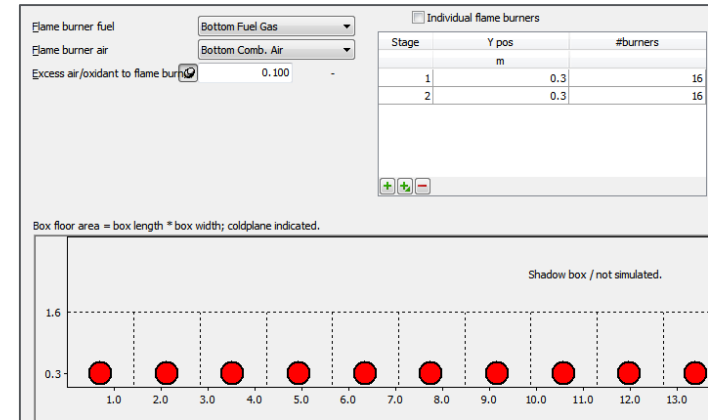 Individual flame burners
Flame burner fuel Bottom Fuel Gas
Flame burner air Bottom Comb. Air
Excess air/oxidant to flame burn 0.100 -
Stage Y pos #burners
m
1 0.3 16
2 0.3 16
Box floor area = box length * box width; coldplane indicated.
Shadow box / not simulated.
1.6
0.3
1.0 2.0 3.0 4.0 5.0 6.0 7.0 8.0 9.0 10.0 11.0 12.0 13.0